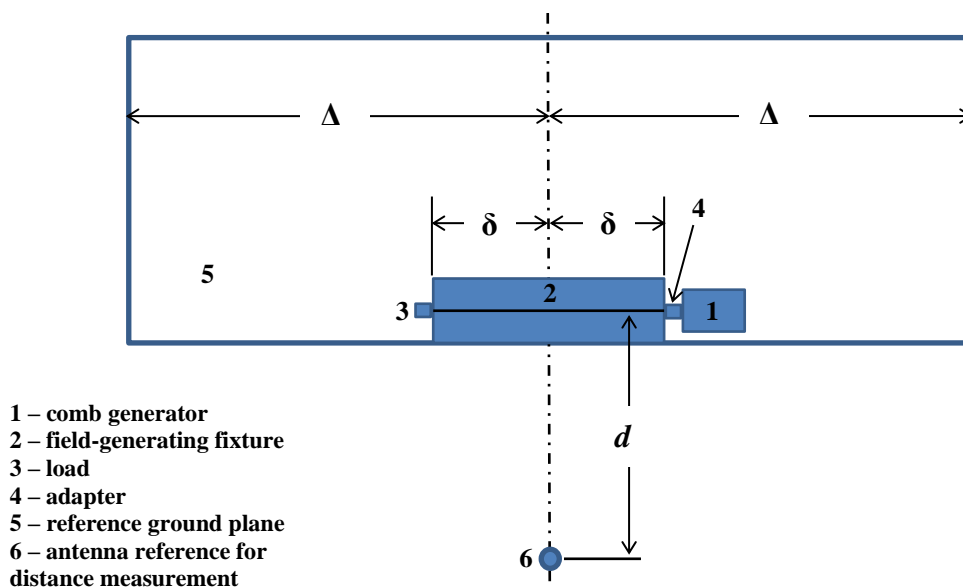 Δ Δ
δ δ 4
5 2
3 1
d
6
1 – comb generator
2 – field-generating fixture
3 – load
4 – adapter
5 – reference ground plane
6 – antenna reference for
distance measurement